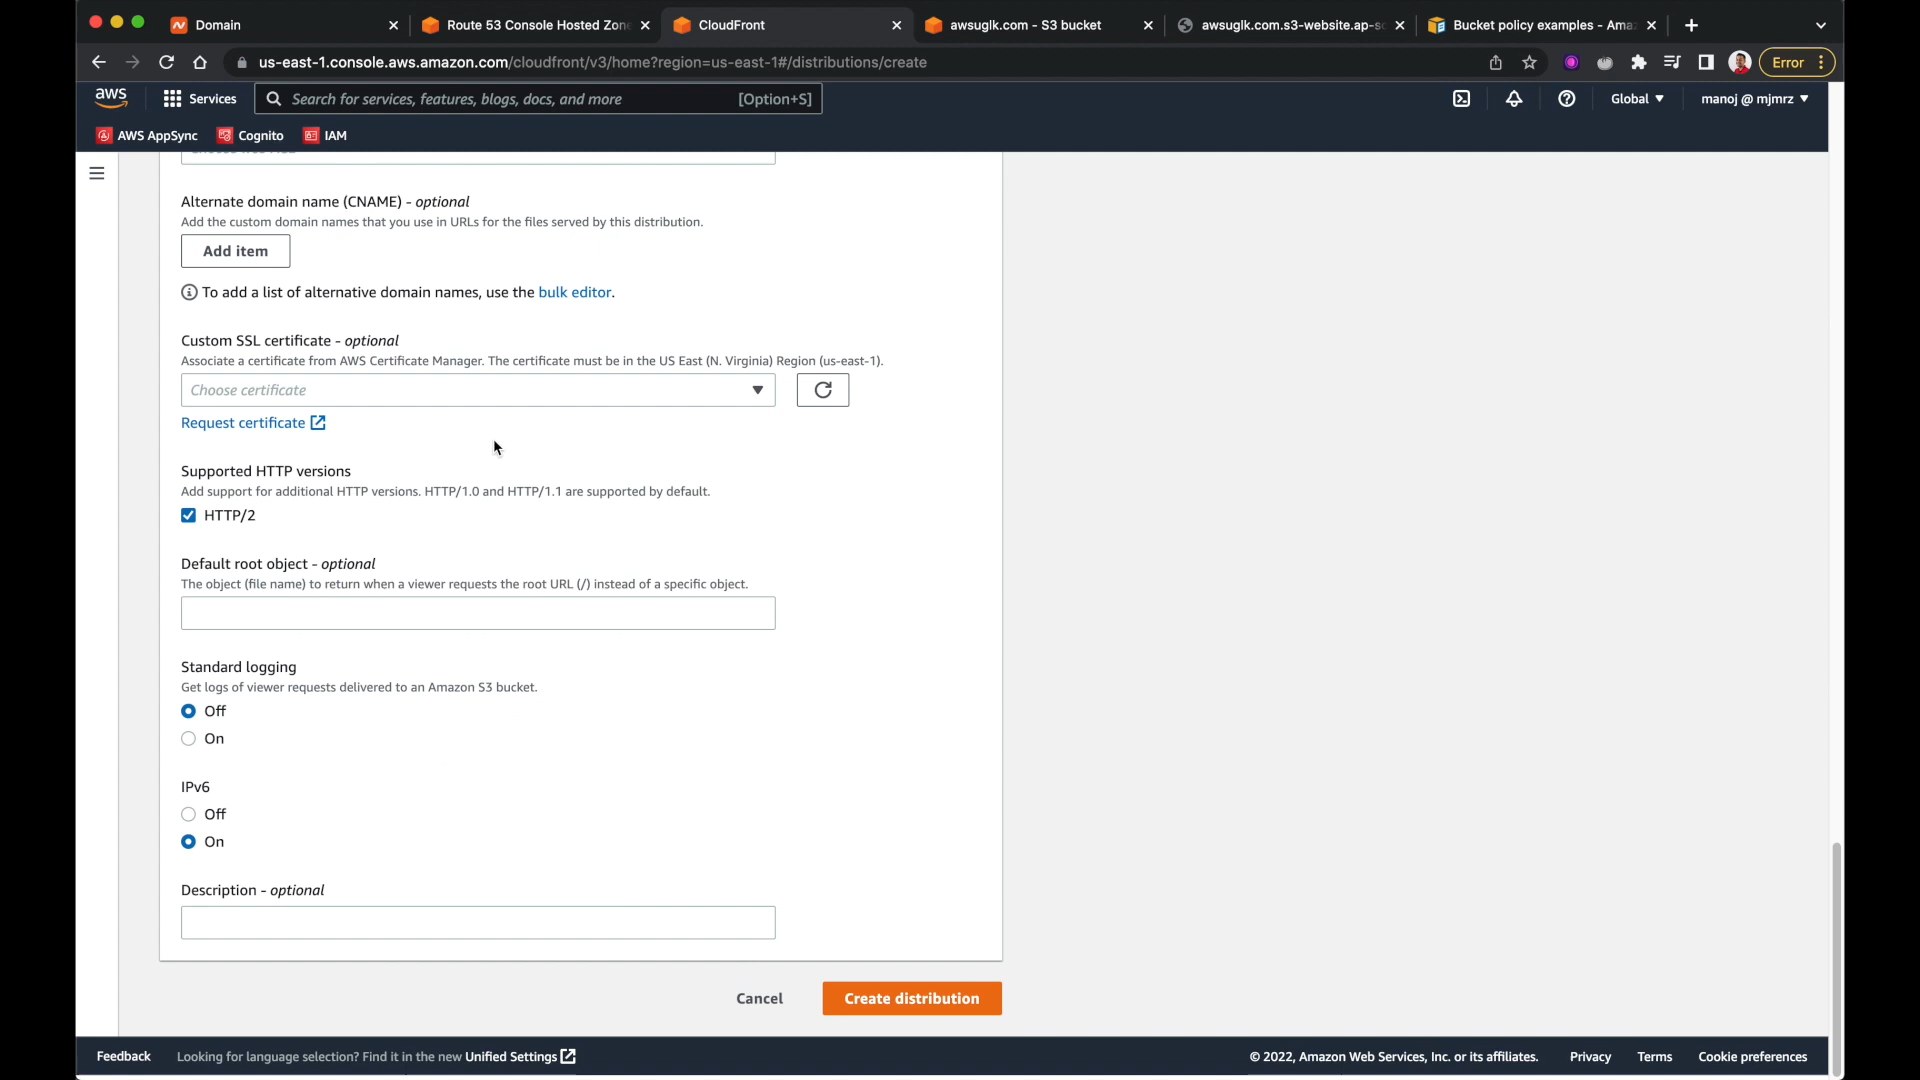 Domain
Route 53 Console Hosted Zon
CloudFront
awsuglk.com - S3 bucket
awsuglk.com.s3-website.ap-s
Bucket policy examples - Ama
us-east-1.console.aws.amazon.com/cloudfront/v3/home?region=us-east-1#/distributions/create
Error
aws
Services
Search for services, features, blogs, docs, and more
[Option+S]
Global
manoj @ mjmrz
AWS AppSync
Cognito
IAM
Alternate domain name (CNAME) - optional
Add the custom domain names that you use in URLs for the files served by this distribution.
Add item
To add a list of alternative domain names, use the bulk editor.
Custom SSL certificate - optional
Associate a certificate from AWS Certificate Manager. The certificate must be in the US East (N. Virginia) Region (us-east-1).
Choose certificate
Request certificate
Supported HTTP versions
Add support for additional HTTP versions. HTTP/1.0 and HTTP/1.1 are supported by default.
HTTP/2
Default root object - optional
The object (file name) to return when a viewer requests the root URL (/) instead of a specific object.
Standard logging
Get logs of viewer requests delivered to an Amazon S3 bucket.
Off
On
IPv6
Off
On
Description - optional
Cancel
Create distribution
Feedback
Looking for language selection? Find it in the new Unified Settings
© 2022, Amazon Web Services, Inc. or its affiliates.
Privacy
Terms
Cookie preferences